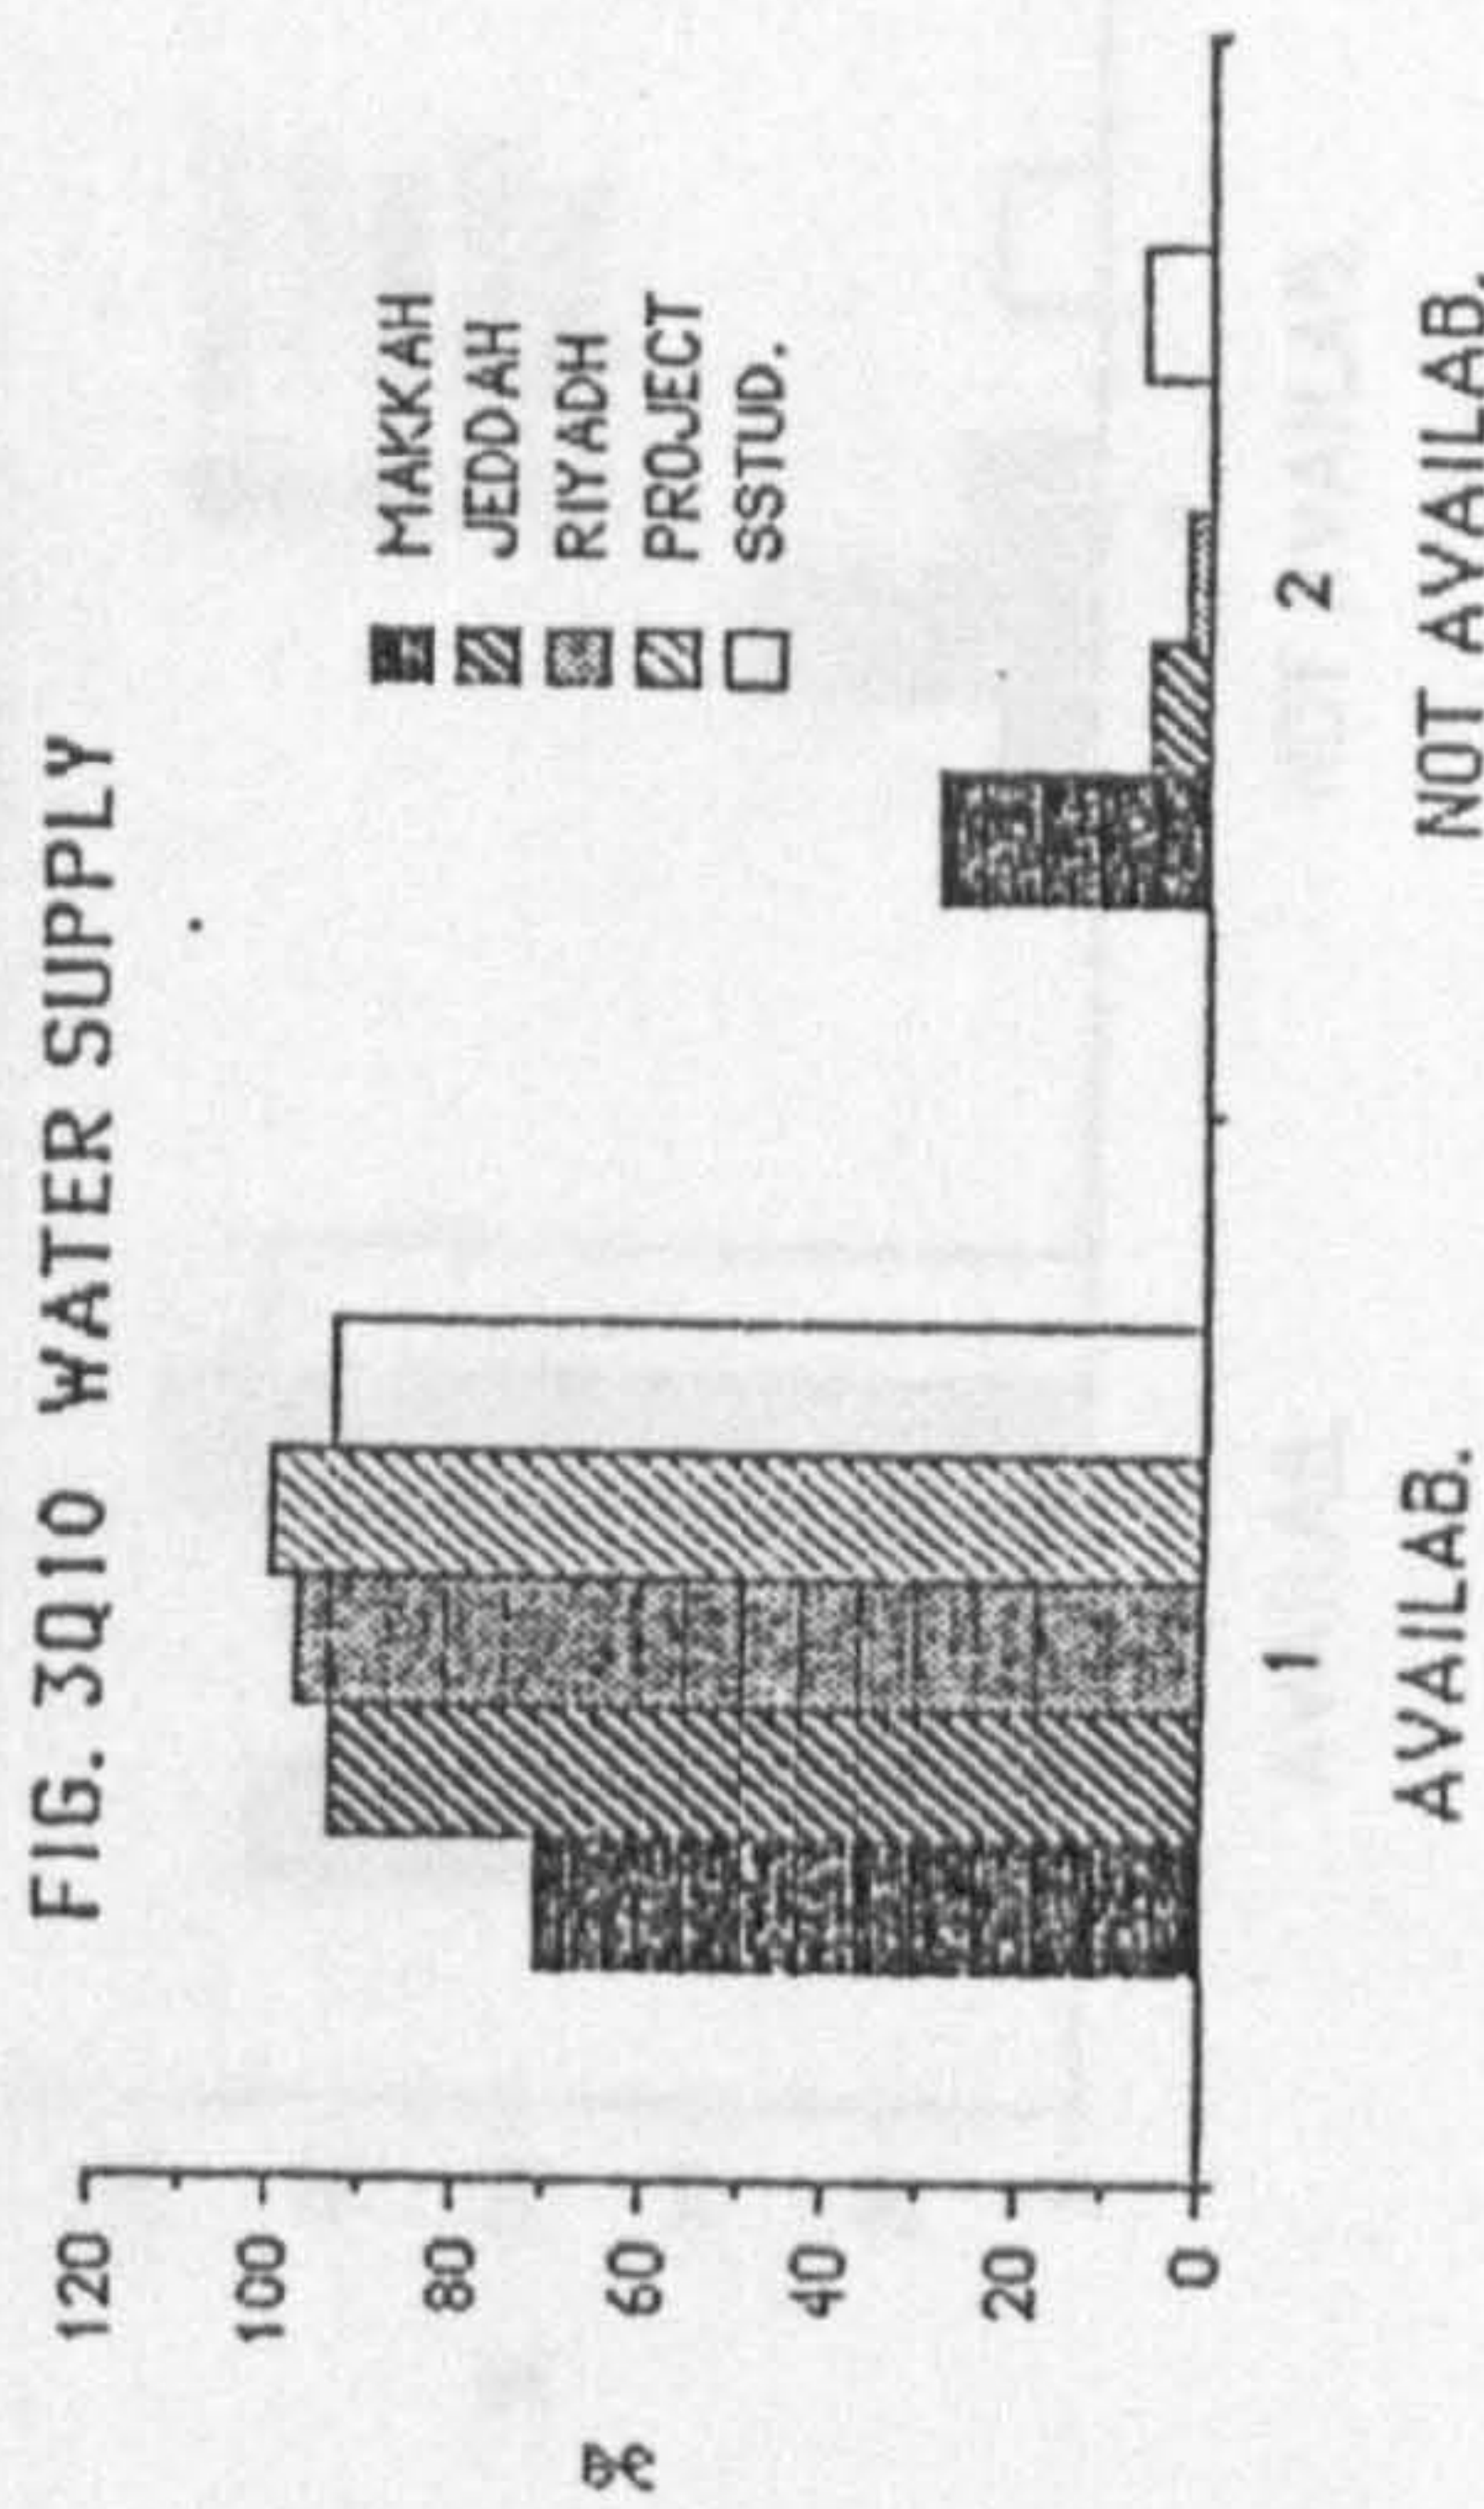 FIG. 3Q10 WATER SUPPLY
%
120
100
80
60
40
20
0
MAKKAH
JEDDAH
RIYADH
PROJECT
SSTUD.
1
2
AVAILAB.
NOT AVAILAB.